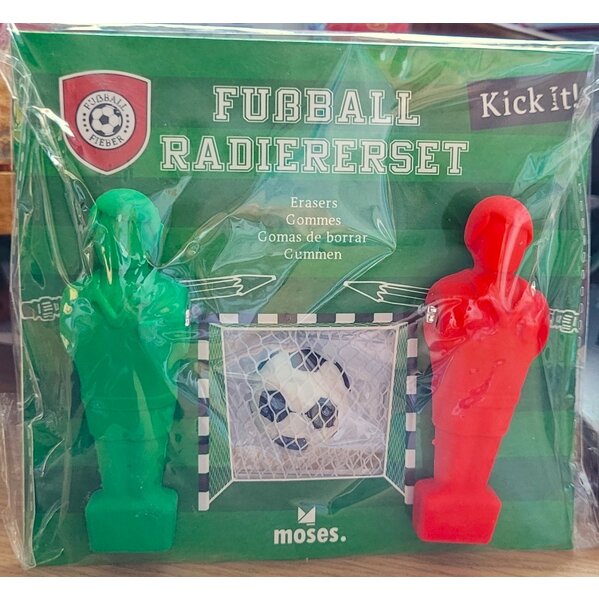 FUßBALL
FIEBER
FUßBALL
RADIERERSET
Kick It!
Erasers
Gommes
Gomas de borrar
Gummen
moses.